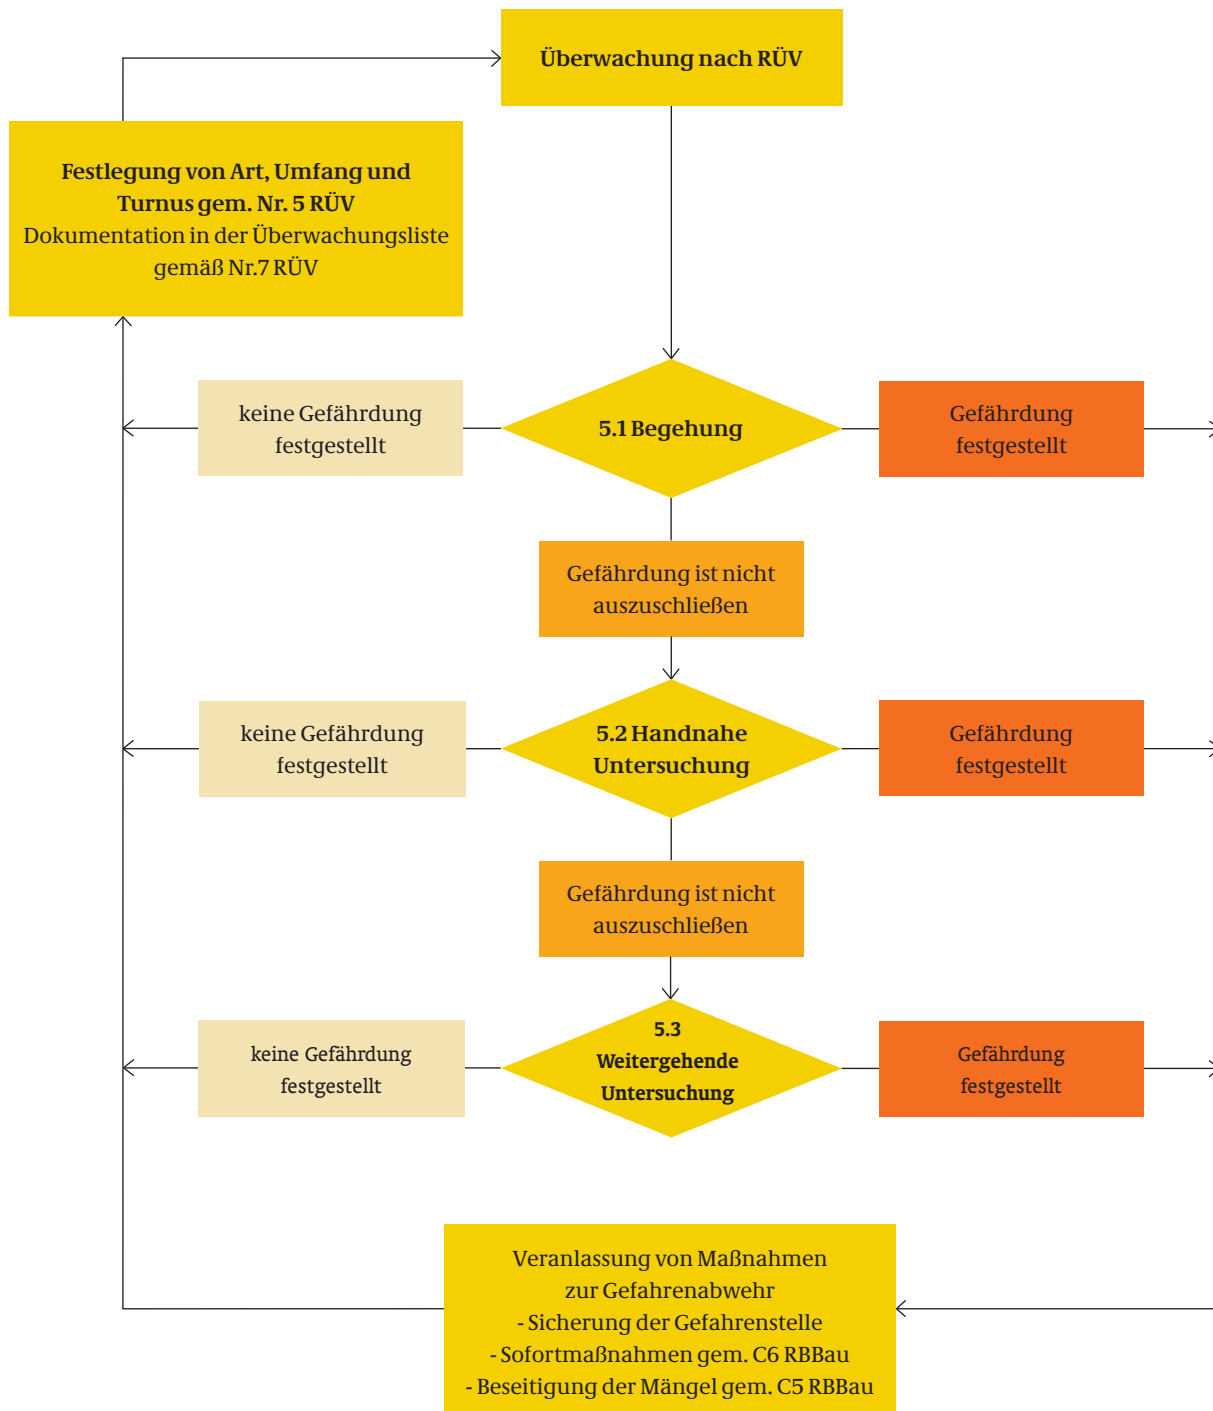 Überwachung nach RÜV
Festlegung von Art, Umfang und
Turnus gem. Nr. 5 RÜV
Dokumentation in der Überwachungsliste
gemäß Nr.7 RÜV
keine Gefährdung
festgestellt
5.1 Begehung
Gefährdung
festgestellt
Gefährdung ist nicht
auszuschließen
keine Gefährdung
festgestellt
5.2 Handnahe
Untersuchung
Gefährdung
festgestellt
Gefährdung ist nicht
auszuschließen
keine Gefährdung
festgestellt
5.3
Weitergehende
Untersuchung
Gefährdung
festgestellt
Veranlassung von Maßnahmen
zur Gefahrenabwehr
- Sicherung der Gefahrenstelle
- Sofortmaßnahmen gem. C6 RBBau
- Beseitigung der Mängel gem. C5 RBBau